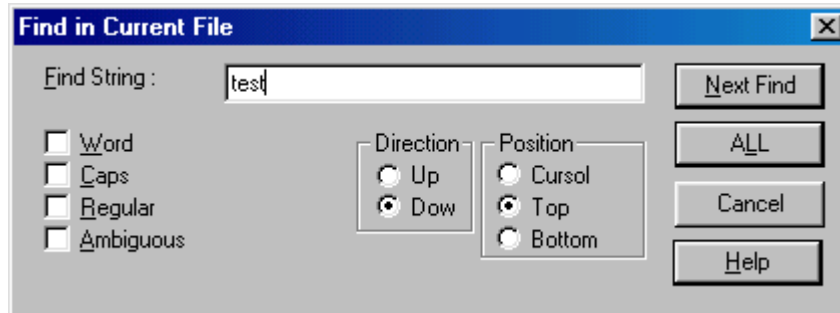 Find in Current File
Find String :
test
Next Find
Word
Caps
Regular
Ambiguous
Direction
Up
Dow
Position
Cursol
Top
Bottom
ALL
Cancel
Help